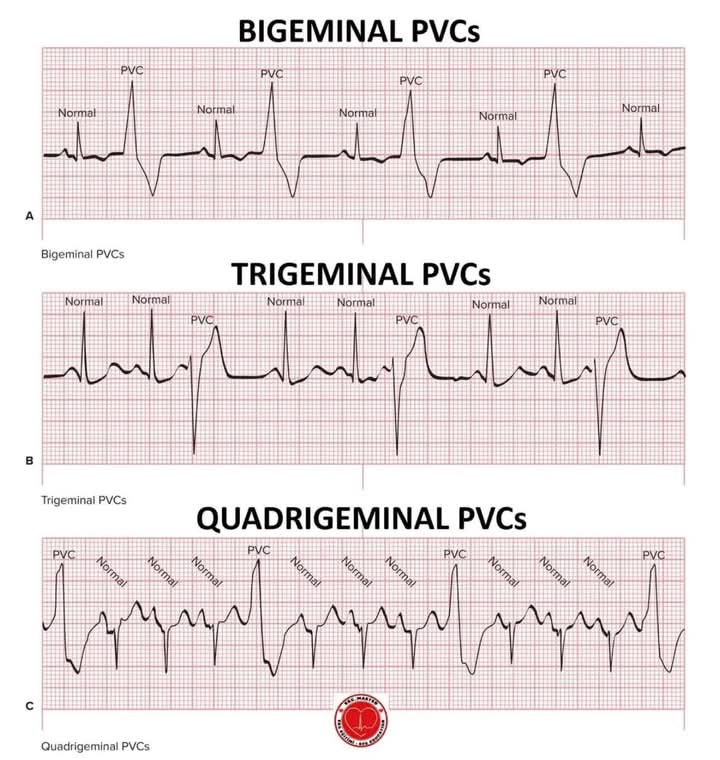 BIGEMINAL PVCs
PVC PVC PVC PVC
Normal Normal Normal Normal Normal
A
Bigeminal PVCs
TRIGEMINAL PVCs
Normal Normal Normal Normal Normal Normal
PVC PVC PVC
B
Trigeminal PVCs
QUADRIGEMINAL PVCs
PVC Normal Normal Normal PVC Normal Normal Normal PVC Normal Normal Normal PVC
C
Quadrigeminal PVCs